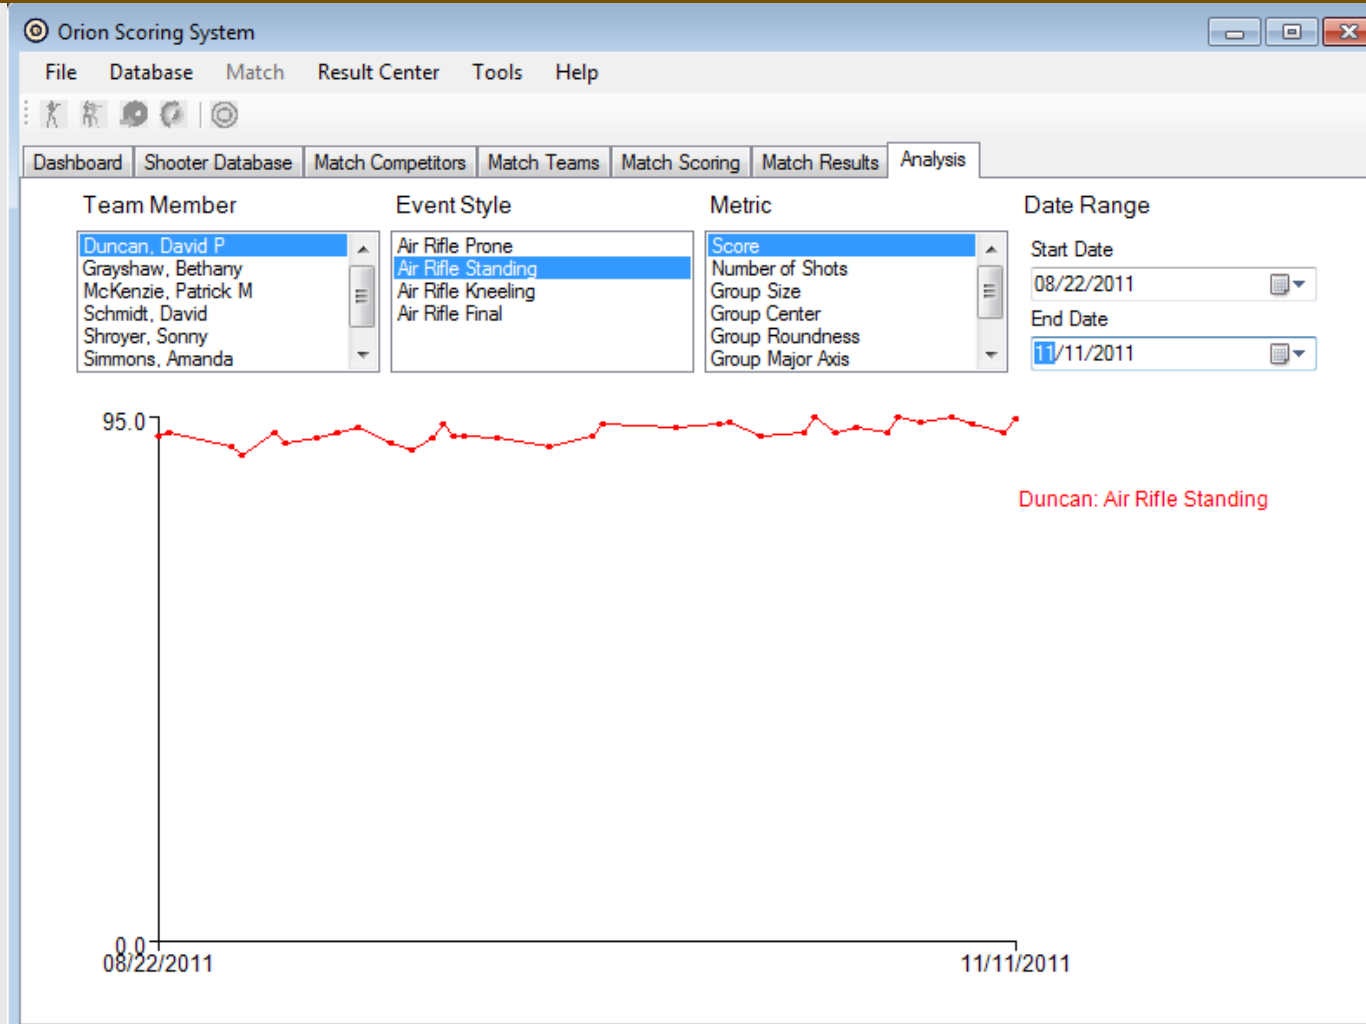 Orion Scoring System
File Database Match Result Center Tools Help
Dashboard Shooter Database Match Competitors Match Teams Match Scoring Match Results Analysis
Team Member Event Style Metric Date Range
Duncan, David P
Grayshaw, Bethany
McKenzie, Patrick M
Schmidt, David
Shroyer, Sonny
Simmons, Amanda
Air Rifle Prone
Air Rifle Standing
Air Rifle Kneeling
Air Rifle Final
Score
Number of Shots
Group Size
Group Center
Group Roundness
Group Major Axis
Start Date
08/22/2011
End Date
11/11/2011
95.0
Duncan: Air Rifle Standing
0.0
08/22/2011 11/11/2011